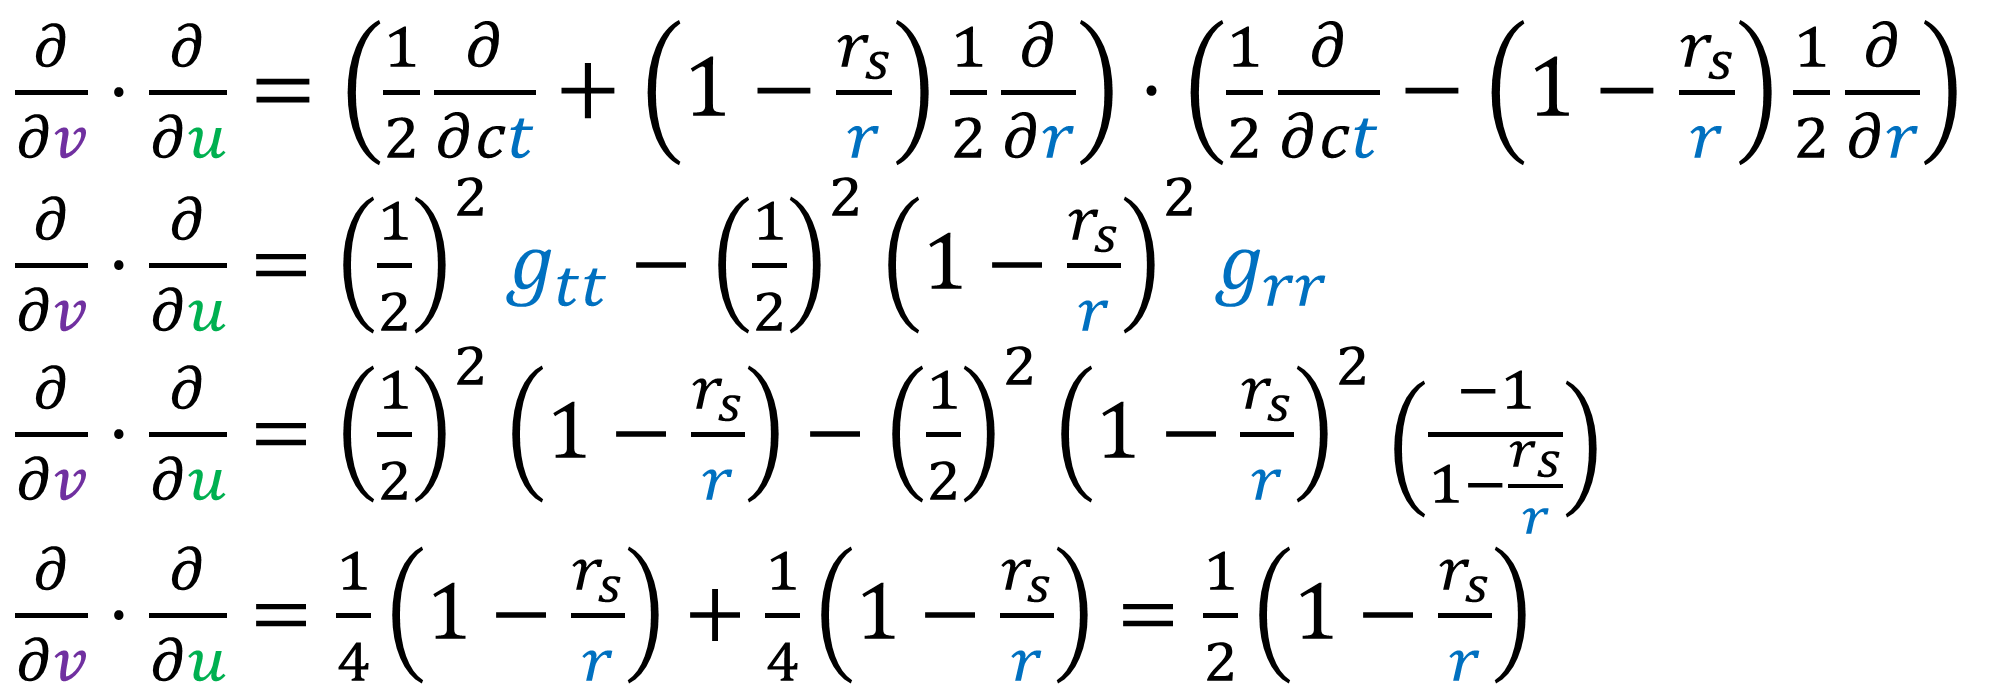 ∂/∂v · ∂/∂u = (1/2 ∂/∂ct + (1 − r_s/r) 1/2 ∂/∂r) · (1/2 ∂/∂ct − (1 − r_s/r) 1/2 ∂/∂r)
∂/∂v · ∂/∂u = (1/2)² g_tt − (1/2)² (1 − r_s/r)² g_rr
∂/∂v · ∂/∂u = (1/2)² (1 − r_s/r) − (1/2)² (1 − r_s/r)² (−1/(1−r_s/r))
∂/∂v · ∂/∂u = 1/4 (1 − r_s/r) + 1/4 (1 − r_s/r) = 1/2 (1 − r_s/r)